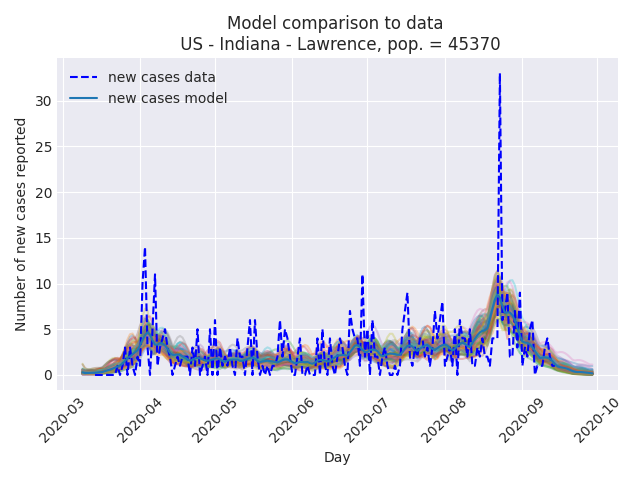 Model comparison to data
US - Indiana - Lawrence, pop. = 45370
new cases data
new cases model
Number of new cases reported
30
25
20
15
10
5
0
2020-03
2020-04
2020-05
2020-06
2020-07
2020-08
2020-09
2020-10
Day